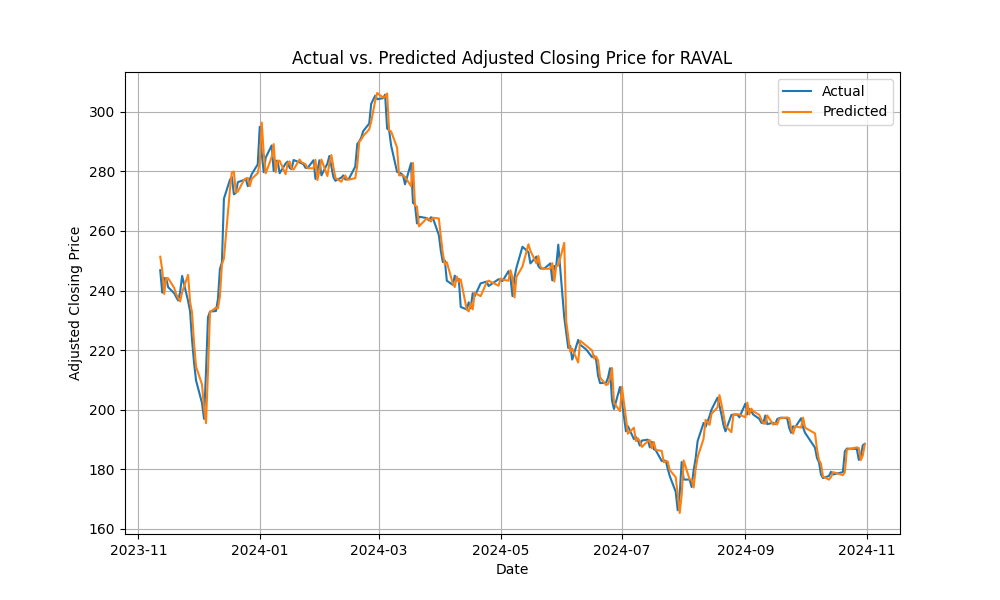 Actual vs. Predicted Adjusted Closing Price for RAVAL
Actual
Predicted
Adjusted Closing Price
300
280
260
240
220
200
180
160
2023-11 2024-01 2024-03 2024-05 2024-07 2024-09 2024-11
Date